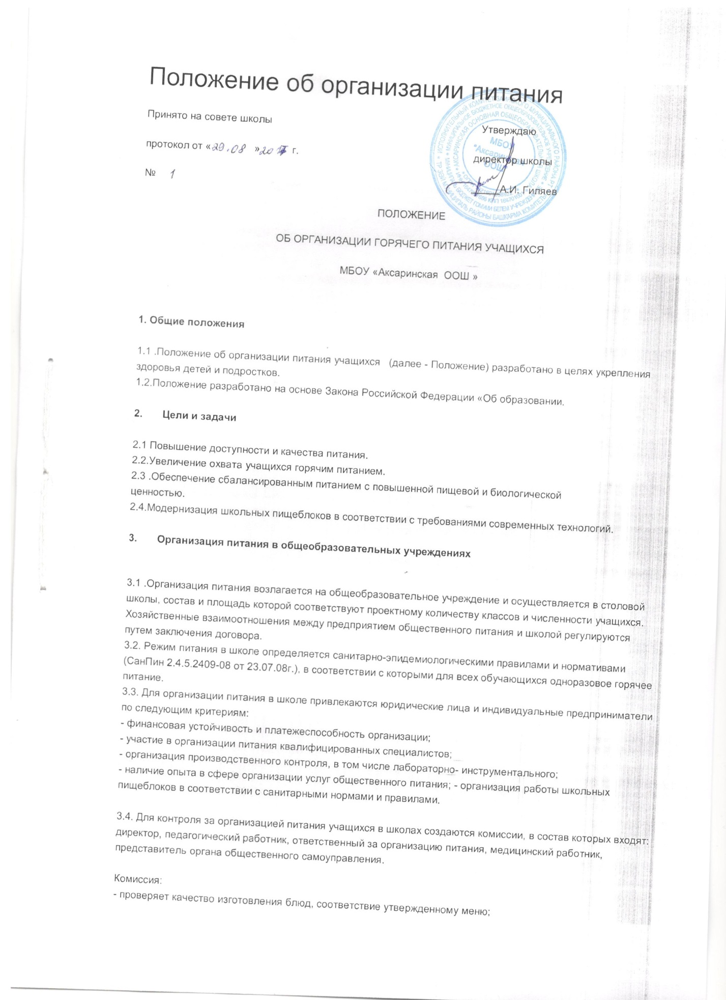 Положение об организации питания
Принято на совете школы
Утверждаю
протокол от «29.08 »2017 г.
директор школы
№ 1
А.И. Гиляев
МБОУ
"Аксаринская
ООШ"
ПОЛОЖЕНИЕ
ОБ ОРГАНИЗАЦИИ ГОРЯЧЕГО ПИТАНИЯ УЧАЩИХСЯ
МБОУ «Аксаринская ООШ »
1. Общие положения
1.1 .Положение об организации питания учащихся (далее - Положение) разработано в целях укрепления
здоровья детей и подростков.
1.2.Положение разработано на основе Закона Российской Федерации «Об образовании.
2. Цели и задачи
2.1 Повышение доступности и качества питания.
2.2.Увеличение охвата учащихся горячим питанием.
2.3 .Обеспечение сбалансированным питанием с повышенной пищевой и биологической
ценностью.
2.4.Модернизация школьных пищеблоков в соответствии с требованиями современных технологий.
3. Организация питания в общеобразовательных учреждениях
3.1 .Организация питания возлагается на общеобразовательное учреждение и осуществляется в столовой
школы, состав и площадь которой соответствуют проектному количеству классов и численности учащихся.
Хозяйственные взаимоотношения между предприятием общественного питания и школой регулируются
путем заключения договора.
3.2. Режим питания в школе определяется санитарно-эпидемиологическими правилами и нормативами
(СанПин 2.4.5.2409-08 от 23.07.08г.), в соответствии с которыми для всех обучающихся одноразовое горячее
питание.
3.3. Для организации питания в школе привлекаются юридические лица и индивидуальные предприниматели
по следующим критериям:
- финансовая устойчивость и платежеспособность организации;
- участие в организации питания квалифицированных специалистов;
- организация производственного контроля, в том числе лабораторно- инструментального;
- наличие опыта в сфере организации услуг общественного питания; - организация работы школьных
пищеблоков в соответствии с санитарными нормами и правилами.
3.4. Для контроля за организацией питания учащихся в школах создаются комиссии, в состав которых входят:
директор, педагогический работник, ответственный за организацию питания, медицинский работник,
представитель органа общественного самоуправления.
Комиссия:
- проверяет качество изготовления блюд, соответствие утвержденному меню;